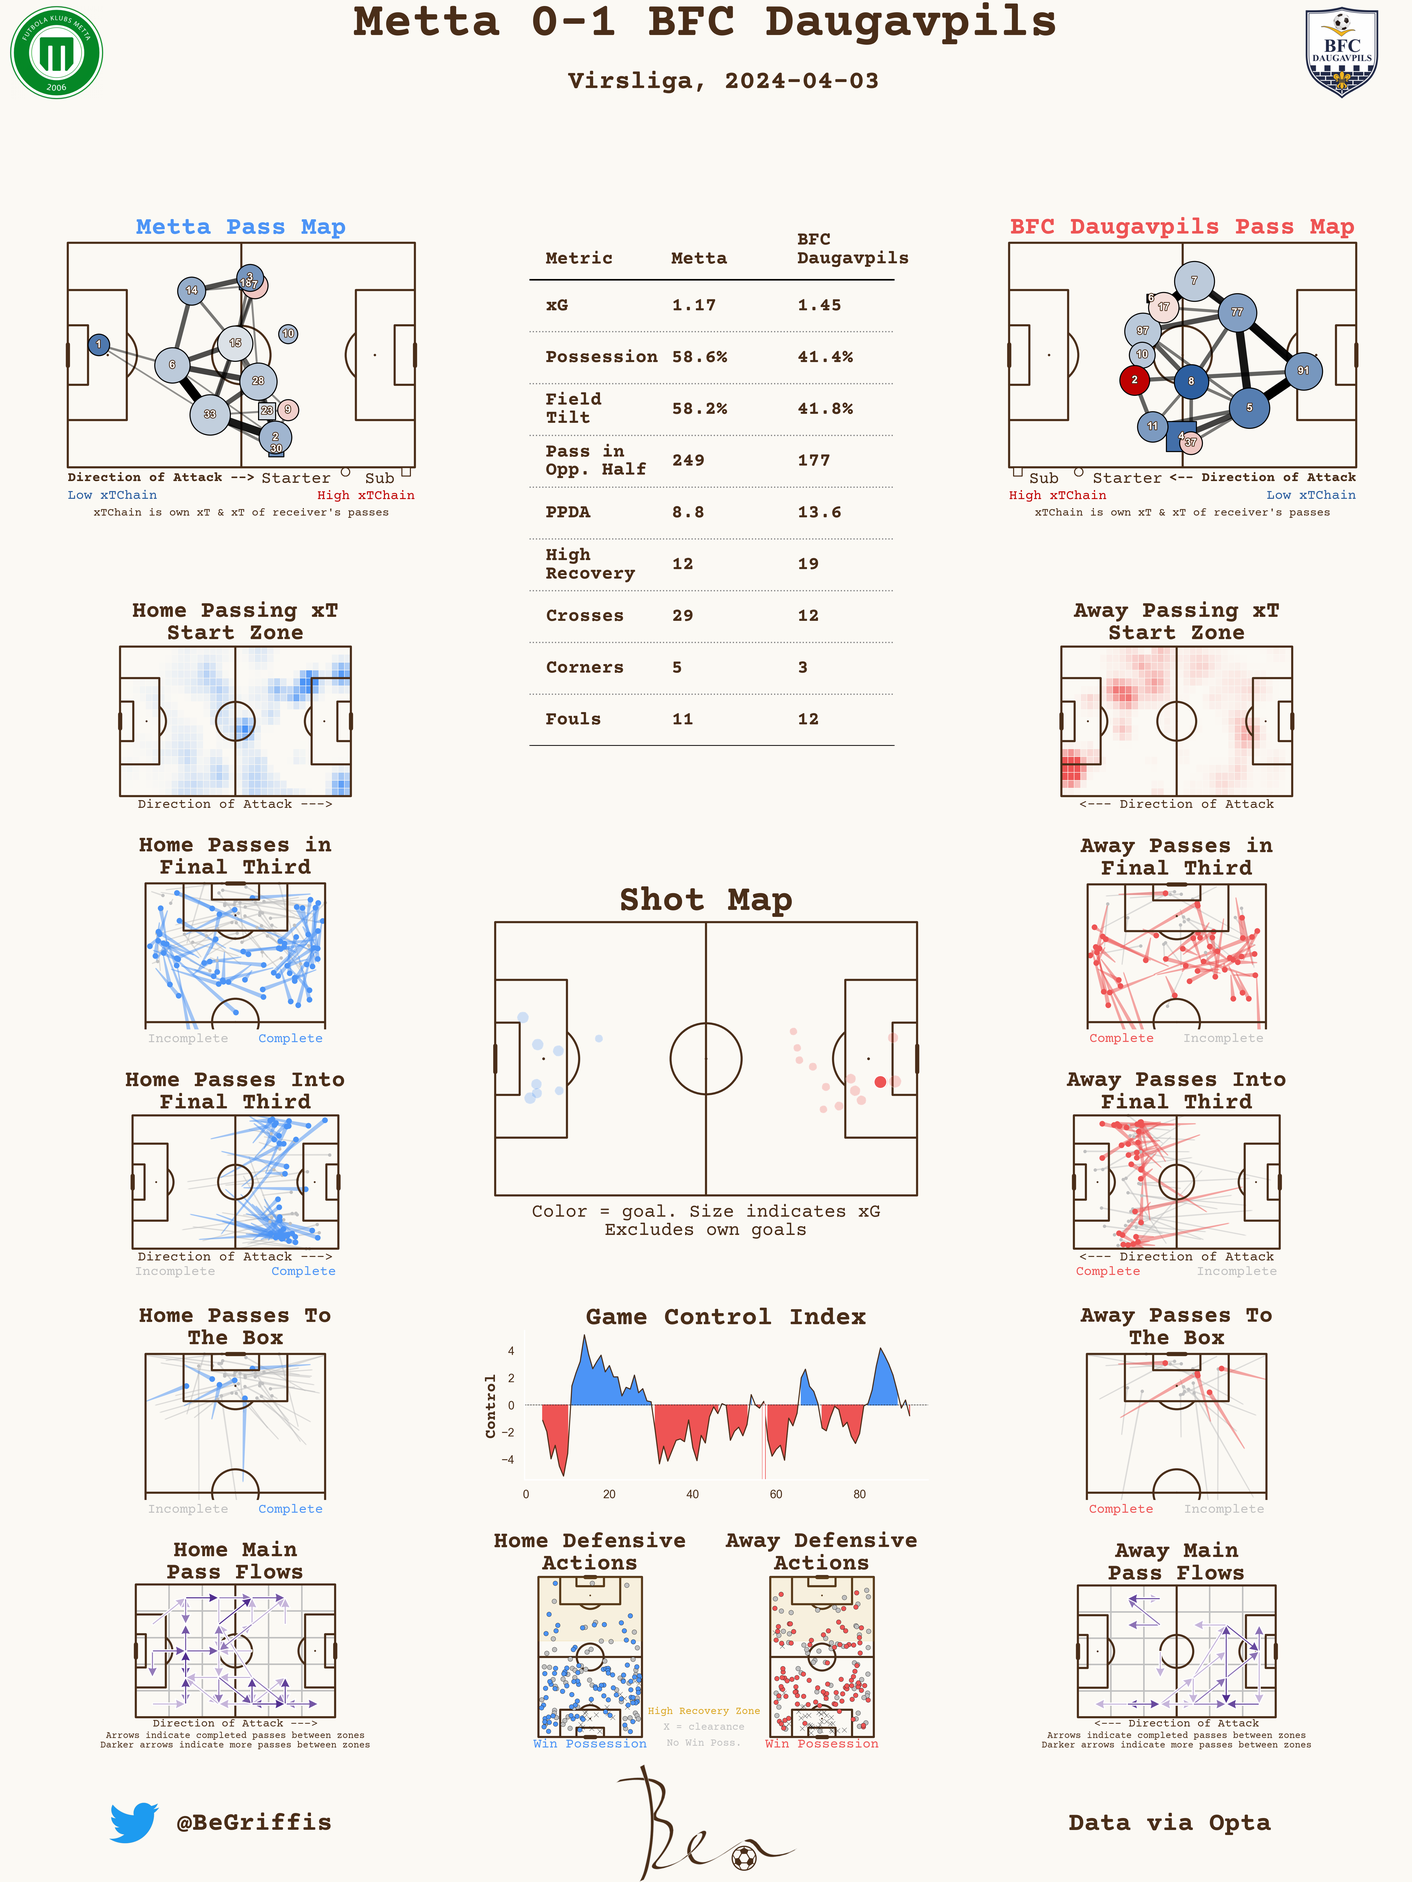 Metta 0-1 BFC Daugavpils
Virsliga, 2024-04-03
FUTBOLA KLUBS METTA
2006
BFC
DAUGAVPILS
Metta Pass Map
1
14
3
18
7
10
15
6
28
33
23
9
2
30
Direction of Attack --> Starter Sub
Low xTChain High xTChain
xTChain is own xT & xT of receiver's passes
Metric Metta BFC
Daugavpils
xG 1.17 1.45
Possession 58.6% 41.4%
Field
Tilt 58.2% 41.8%
Pass in
Opp. Half 249 177
PPDA 8.8 13.6
High
Recovery 12 19
Crosses 29 12
Corners 5 3
Fouls 11 12
BFC Daugavpils Pass Map
7
6
17
77
97
10
91
2
8
5
11
4
37
Sub Starter <-- Direction of Attack
High xTChain Low xTChain
xTChain is own xT & xT of receiver's passes
Home Passing xT
Start Zone
Direction of Attack --->
Away Passing xT
Start Zone
<--- Direction of Attack
Home Passes in
Final Third
Incomplete Complete
Away Passes in
Final Third
Complete Incomplete
Shot Map
Color = goal. Size indicates xG
Excludes own goals
Home Passes Into
Final Third
Direction of Attack --->
Incomplete Complete
Away Passes Into
Final Third
<--- Direction of Attack
Complete Incomplete
Home Passes To
The Box
Incomplete Complete
Game Control Index
Control
4
2
0
−2
−4
0 20 40 60 80
Away Passes To
The Box
Complete Incomplete
Home Main
Pass Flows
Direction of Attack --->
Arrows indicate completed passes between zones
Darker arrows indicate more passes between zones
Home Defensive
Actions
Win Possession
Away Defensive
Actions
Win Possession
High Recovery Zone
X = clearance
No Win Poss.
Away Main
Pass Flows
<--- Direction of Attack
Arrows indicate completed passes between zones
Darker arrows indicate more passes between zones
@BeGriffis
Ben
Data via Opta